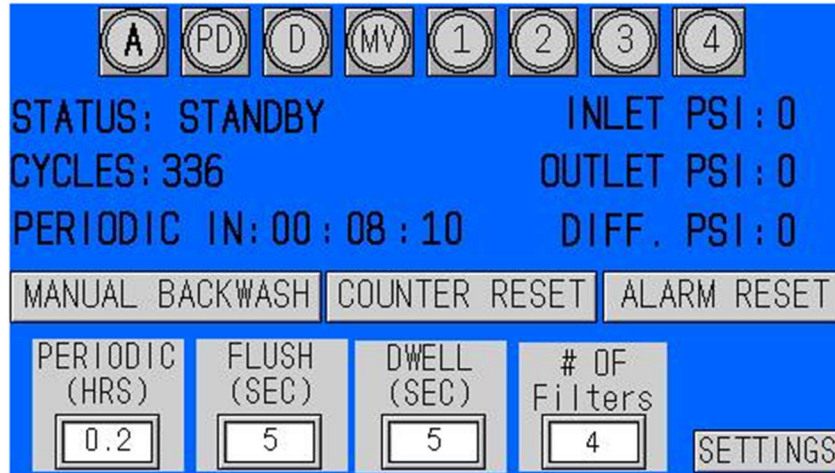 A PD D MV 1 2 3 4
STATUS: STANDBY
INLET PSI:0
CYCLES:336
OUTLET PSI:0
PERIODIC IN:00:08:10
DIFF. PSI:0
MANUAL BACKWASH
COUNTER RESET
ALARM RESET
PERIODIC
(HRS)
0.2
FLUSH
(SEC)
5
DWELL
(SEC)
5
# OF
Filters
4
SETTINGS